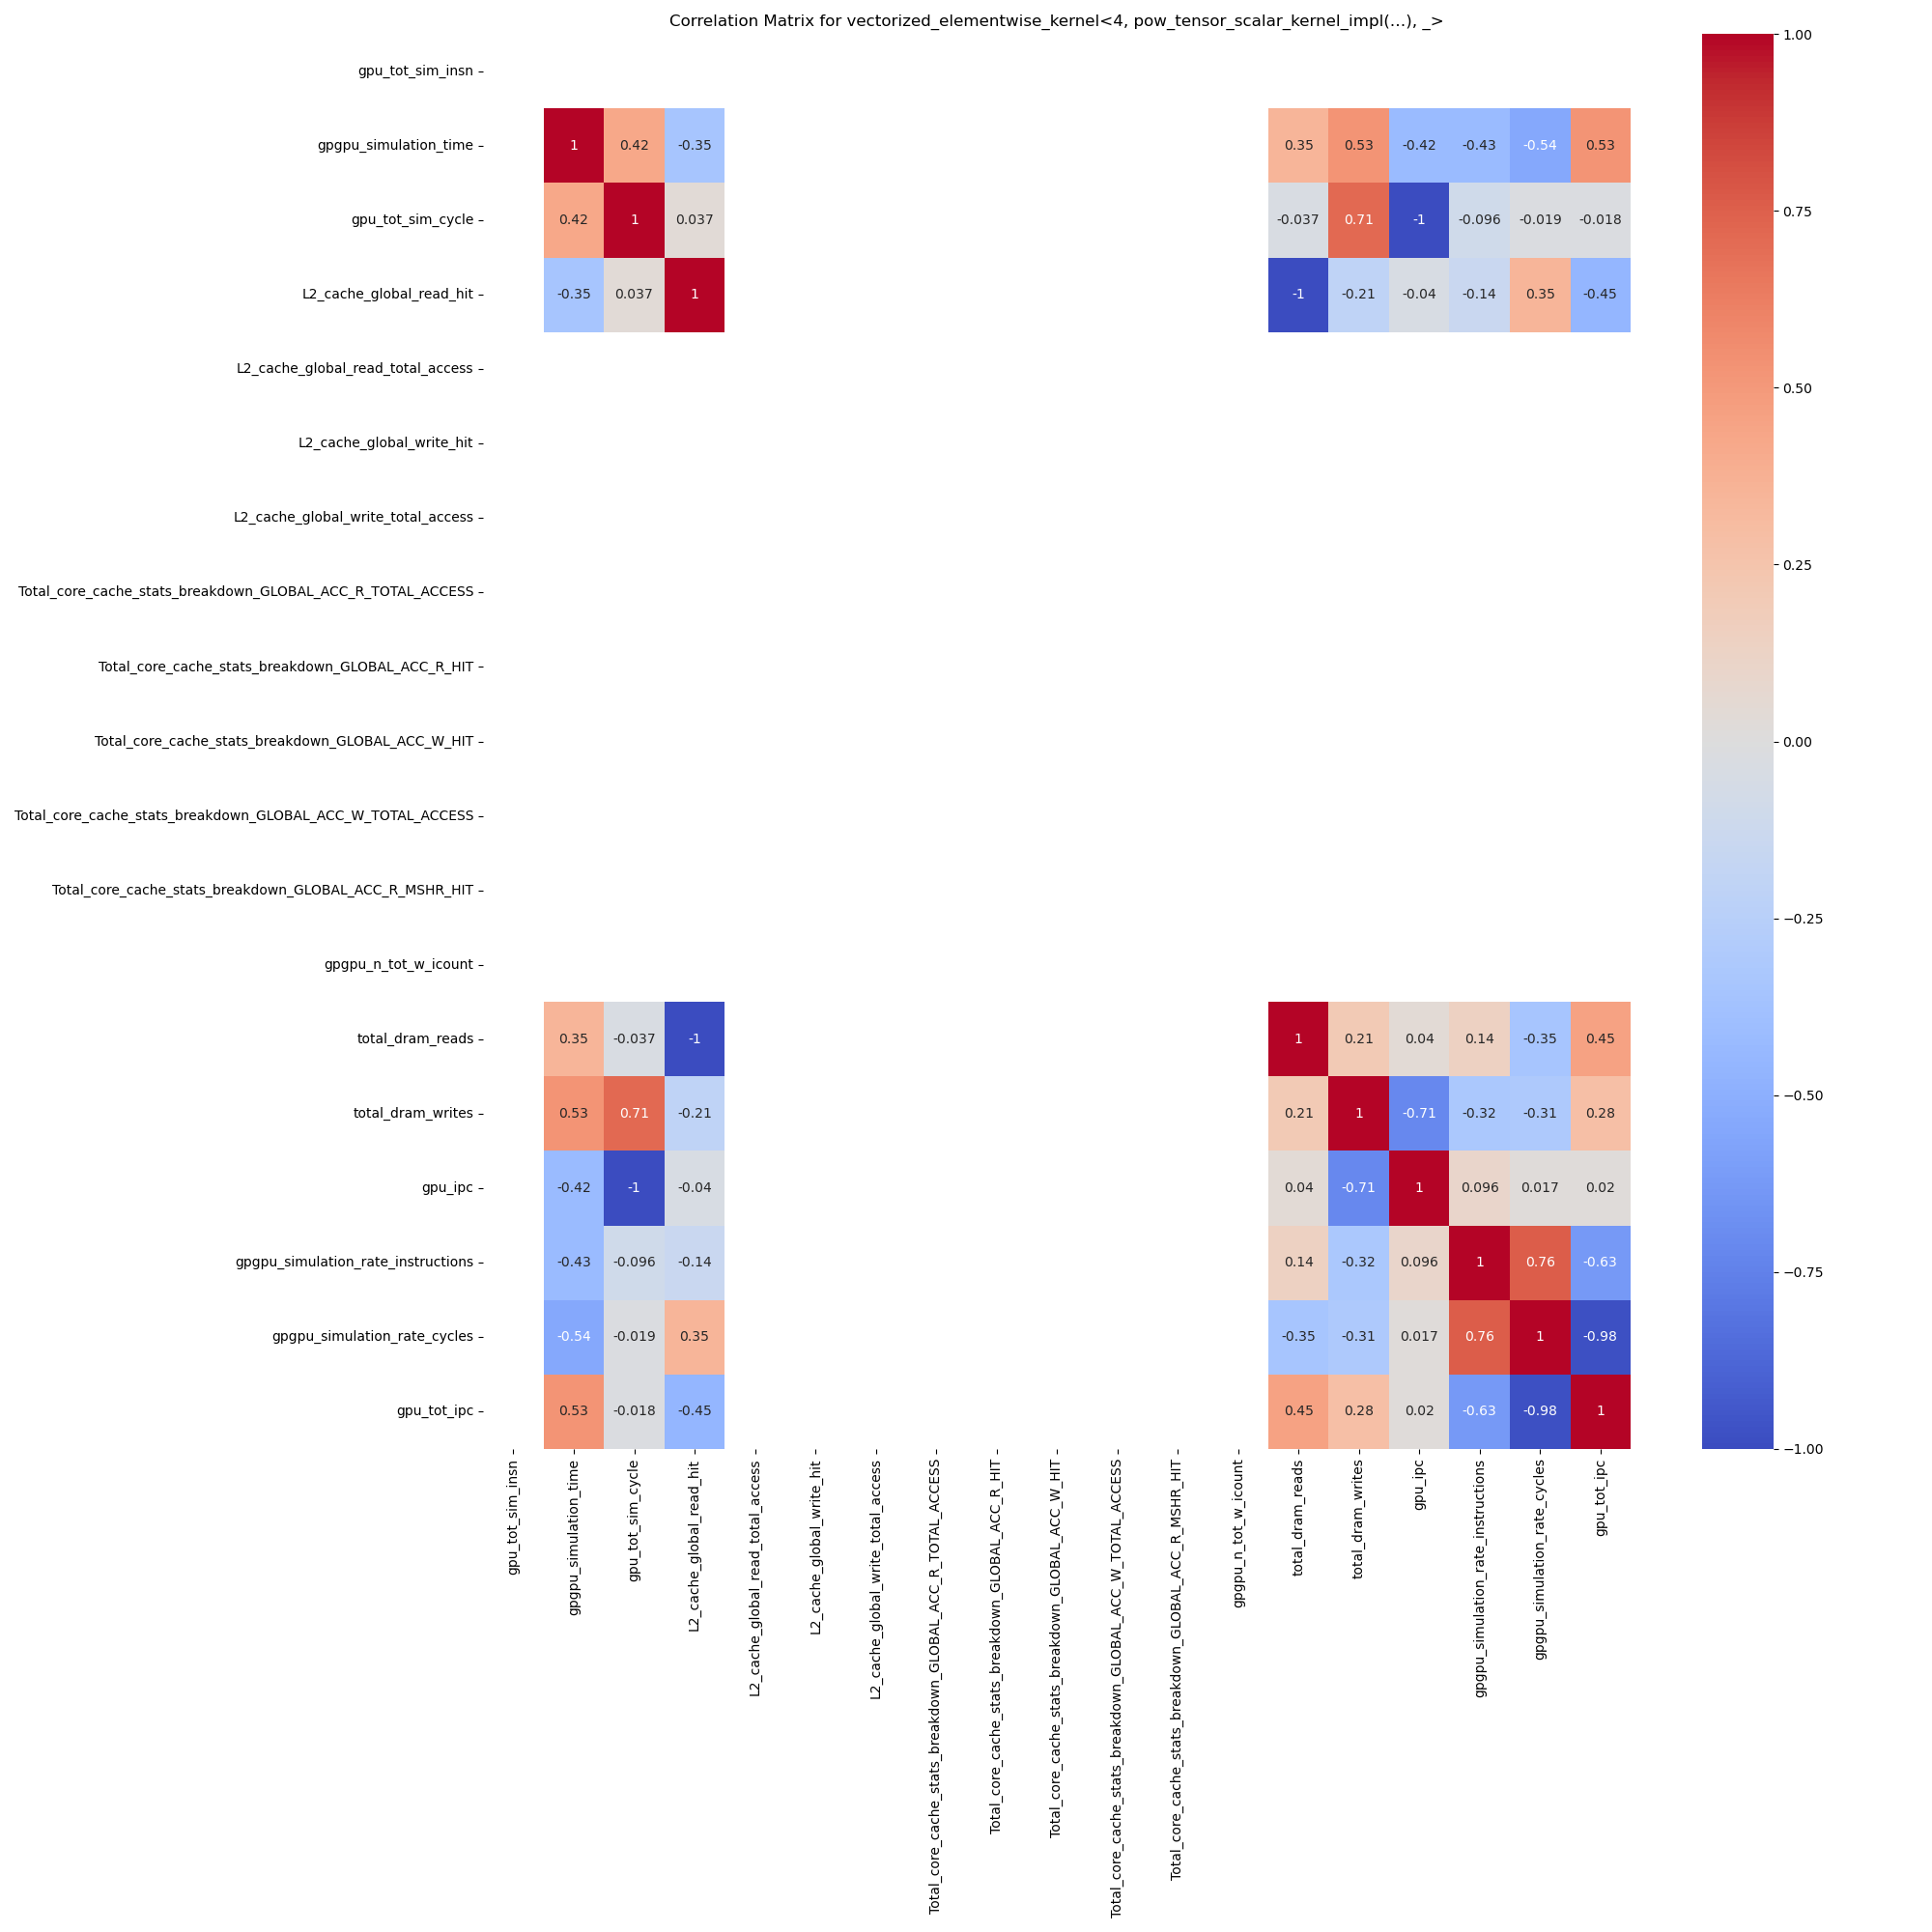 Correlation Matrix for vectorized_elementwise_kernel<4, pow_tensor_scalar_kernel_impl(...), _>
gpu_tot_sim_insn
gpgpu_simulation_time 1 0.42 -0.35 0.35 0.53 -0.42 -0.43 -0.54 0.53
gpu_tot_sim_cycle 0.42 1 0.037 -0.037 0.71 -1 -0.096 -0.019 -0.018
L2_cache_global_read_hit -0.35 0.037 1 -1 -0.21 -0.04 -0.14 0.35 -0.45
L2_cache_global_read_total_access
L2_cache_global_write_hit
L2_cache_global_write_total_access
Total_core_cache_stats_breakdown_GLOBAL_ACC_R_TOTAL_ACCESS
Total_core_cache_stats_breakdown_GLOBAL_ACC_R_HIT
Total_core_cache_stats_breakdown_GLOBAL_ACC_W_HIT
Total_core_cache_stats_breakdown_GLOBAL_ACC_W_TOTAL_ACCESS
Total_core_cache_stats_breakdown_GLOBAL_ACC_R_MSHR_HIT
gpgpu_n_tot_w_icount
total_dram_reads 0.35 -0.037 -1 1 0.21 0.04 0.14 -0.35 0.45
total_dram_writes 0.53 0.71 -0.21 0.21 1 -0.71 -0.32 -0.31 0.28
gpu_ipc -0.42 -1 -0.04 0.04 -0.71 1 0.096 0.017 0.02
gpgpu_simulation_rate_instructions -0.43 -0.096 -0.14 0.14 -0.32 0.096 1 0.76 -0.63
gpgpu_simulation_rate_cycles -0.54 -0.019 0.35 -0.35 -0.31 0.017 0.76 1 -0.98
gpu_tot_ipc 0.53 -0.018 -0.45 0.45 0.28 0.02 -0.63 -0.98 1
gpu_tot_sim_insn
gpgpu_simulation_time
gpu_tot_sim_cycle
L2_cache_global_read_hit
L2_cache_global_read_total_access
L2_cache_global_write_hit
L2_cache_global_write_total_access
Total_core_cache_stats_breakdown_GLOBAL_ACC_R_TOTAL_ACCESS
Total_core_cache_stats_breakdown_GLOBAL_ACC_R_HIT
Total_core_cache_stats_breakdown_GLOBAL_ACC_W_HIT
Total_core_cache_stats_breakdown_GLOBAL_ACC_W_TOTAL_ACCESS
Total_core_cache_stats_breakdown_GLOBAL_ACC_R_MSHR_HIT
gpgpu_n_tot_w_icount
total_dram_reads
total_dram_writes
gpu_ipc
gpgpu_simulation_rate_instructions
gpgpu_simulation_rate_cycles
gpu_tot_ipc
1.00
0.75
0.50
0.25
0.00
−0.25
−0.50
−0.75
−1.00